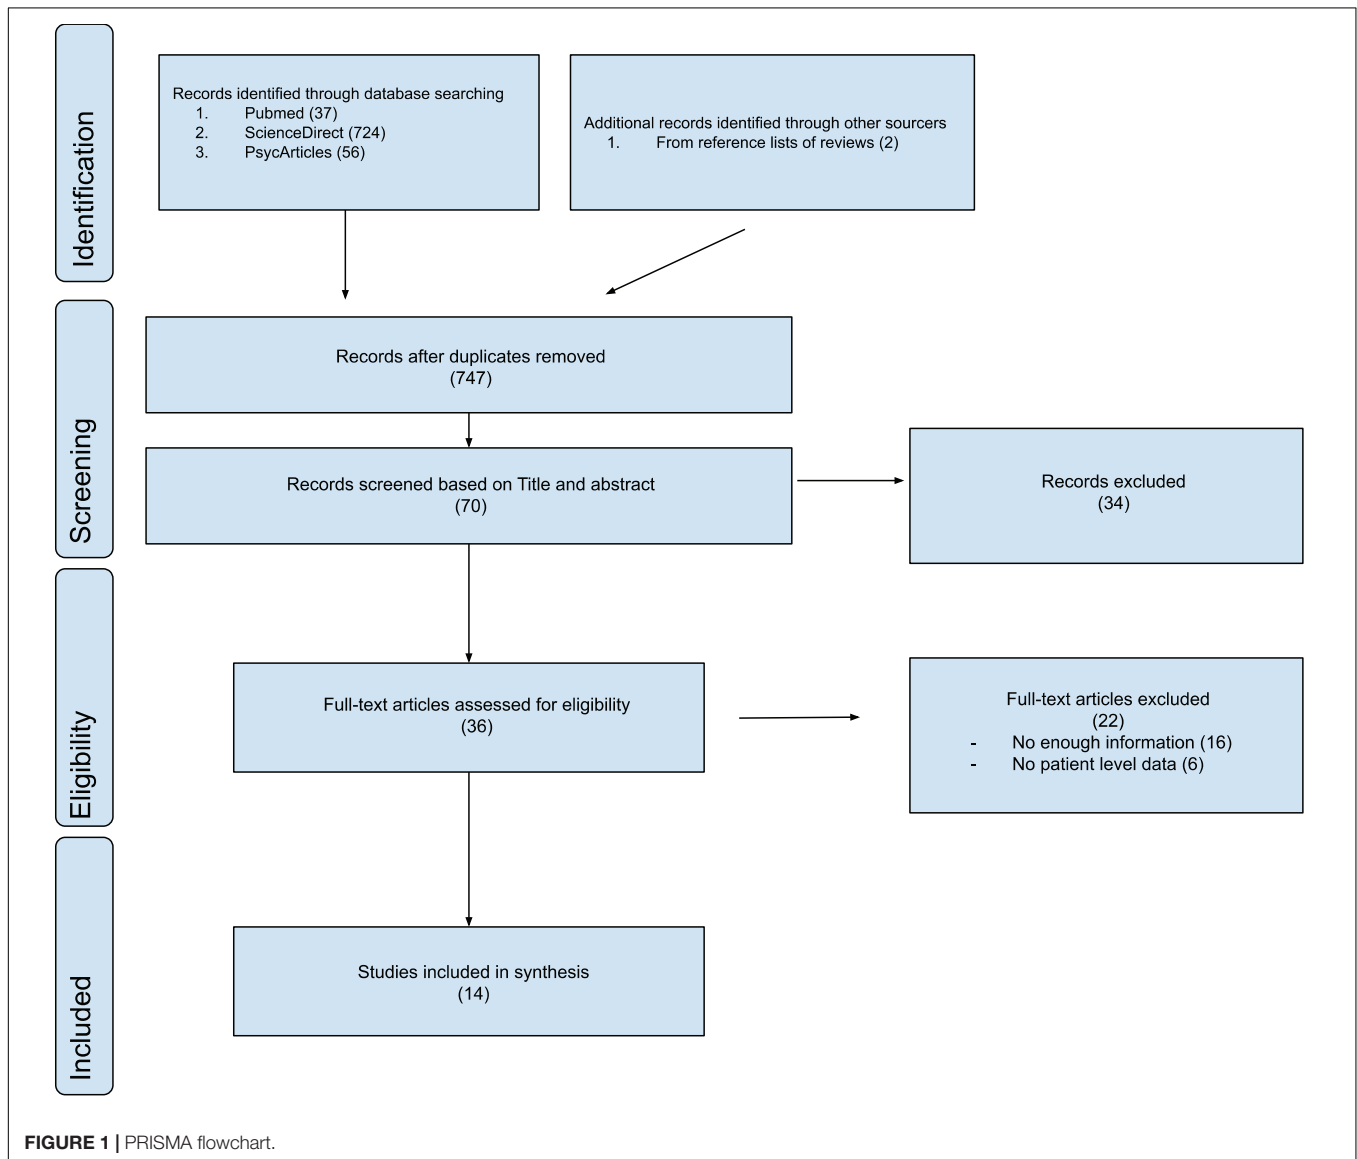 Identification
Records identified through database searching
1. Pubmed (37)
2. ScienceDirect (724)
3. PsycArticles (56)
Additional records identified through other sourcers
1. From reference lists of reviews (2)
Screening
Records after duplicates removed
(747)
Records screened based on Title and abstract
(70)
Records excluded
(34)
Eligibility
Full-text articles assessed for eligibility
(36)
Full-text articles excluded
(22)
- No enough information (16)
- No patient level data (6)
Included
Studies included in synthesis
(14)
FIGURE 1 | PRISMA flowchart.